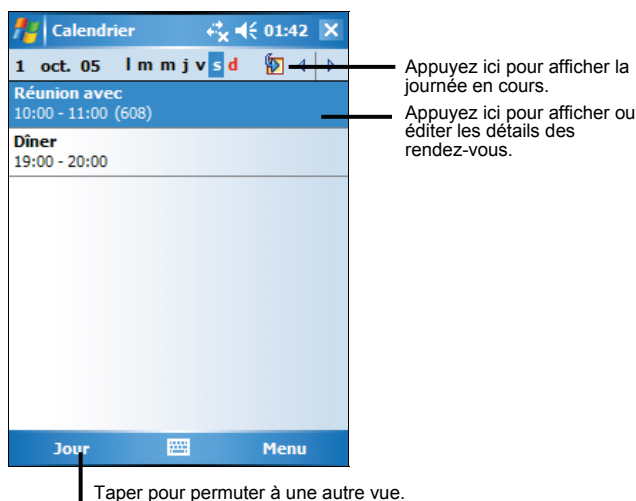 Calendrier 01:42
1 oct. 05 l m m j v s d
Réunion avec
10:00 - 11:00 (608)
Dîner
19:00 - 20:00
Jour Menu
Appuyez ici pour afficher la
journée en cours.
Appuyez ici pour afficher ou
éditer les détails des
rendez-vous.
Taper pour permuter à une autre vue.